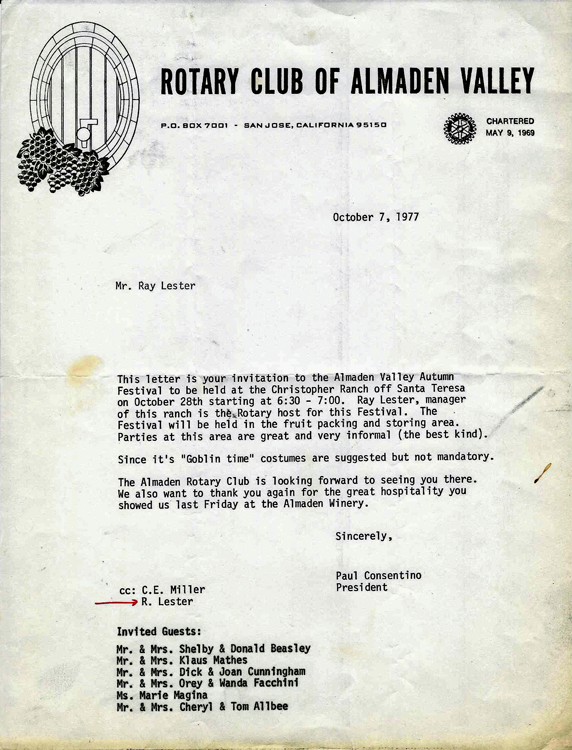 ROTARY CLUB OF ALMADEN VALLEY
P.O. BOX 7001 - SAN JOSE, CALIFORNIA 95150
CHARTERED
MAY 9, 1969
October 7, 1977
Mr. Ray Lester
This letter is your invitation to the Almaden Valley Autumn
Festival to be held at the Christopher Ranch off Santa Teresa
on October 28th starting at 6:30 - 7:00. Ray Lester, manager
of this ranch is the Rotary host for this Festival. The
Festival will be held in the fruit packing and storing area.
Parties at this area are great and very informal (the best kind).
Since it's "Goblin time" costumes are suggested but not mandatory.
The Almaden Rotary Club is looking forward to seeing you there.
We also want to thank you again for the great hospitality you
showed us last Friday at the Almaden Winery.
Sincerely,
Paul Consentino
President
cc: C.E. Miller
R. Lester
Invited Guests:
Mr. & Mrs. Shelby & Donald Beasley
Mr. & Mrs. Klaus Mathes
Mr. & Mrs. Dick & Joan Cunningham
Mr. & Mrs. Orey & Wanda Facchini
Ms. Marie Magina
Mr. & Mrs. Cheryl & Tom Allbee